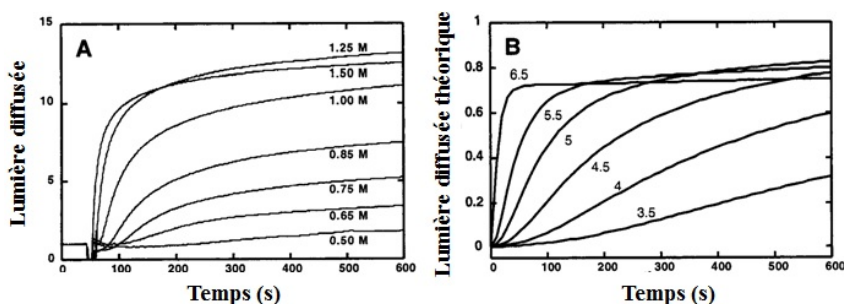 A
Lumière diffusée
15
10
5
0
1.25 M
1.50 M
1.00 M
0.85 M
0.75 M
0.65 M
0.50 M
0 100 200 300 400 500 600
Temps (s)
B
Lumière diffusée théorique
1
0.8
0.6
0.4
0.2
0
6.5
5.5
5
4.5
4
3.5
0 100 200 300 400 500 600
Temps (s)